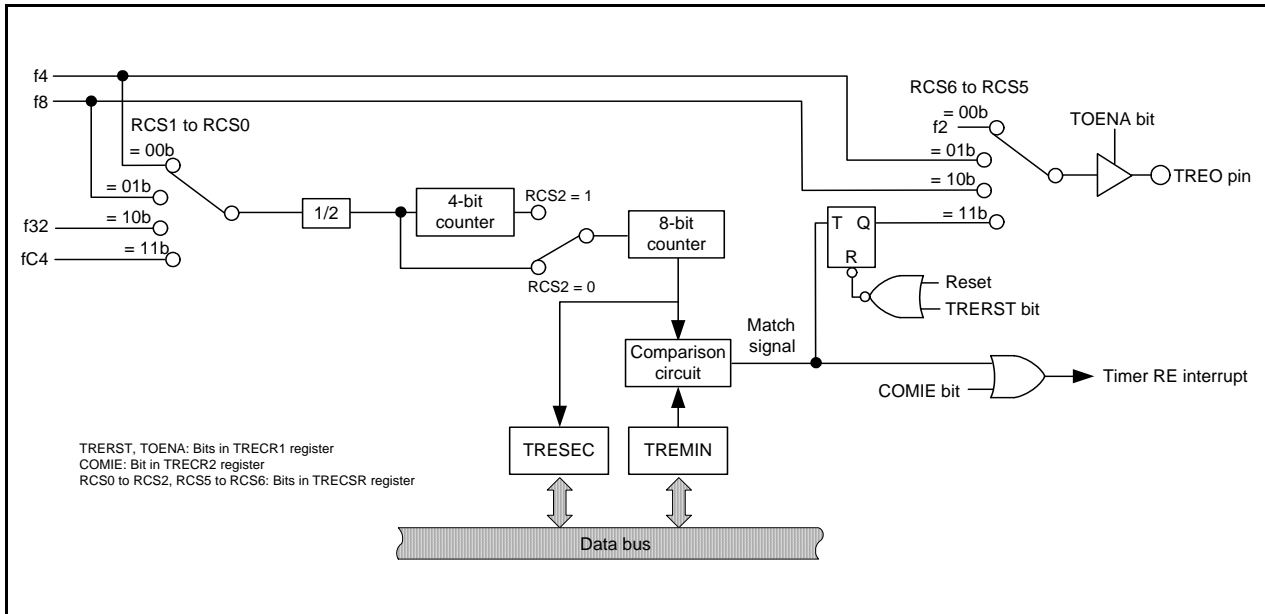 f4
f8
RCS1 to RCS0
= 00b
= 01b
= 10b
= 11b
f32
fC4
1/2
4-bit
counter
RCS2 = 1
RCS2 = 0
8-bit
counter
RCS6 to RCS5
= 00b
f2
= 01b
= 10b
= 11b
TOENA bit
TREO pin
T Q
R
Reset
TRERST bit
Match
signal
Comparison
circuit
COMIE bit
Timer RE interrupt
TRESEC
TREMIN
TRERST, TOENA: Bits in TRECR1 register
COMIE: Bit in TRECR2 register
RCS0 to RCS2, RCS5 to RCS6: Bits in TRECSR register
Data bus